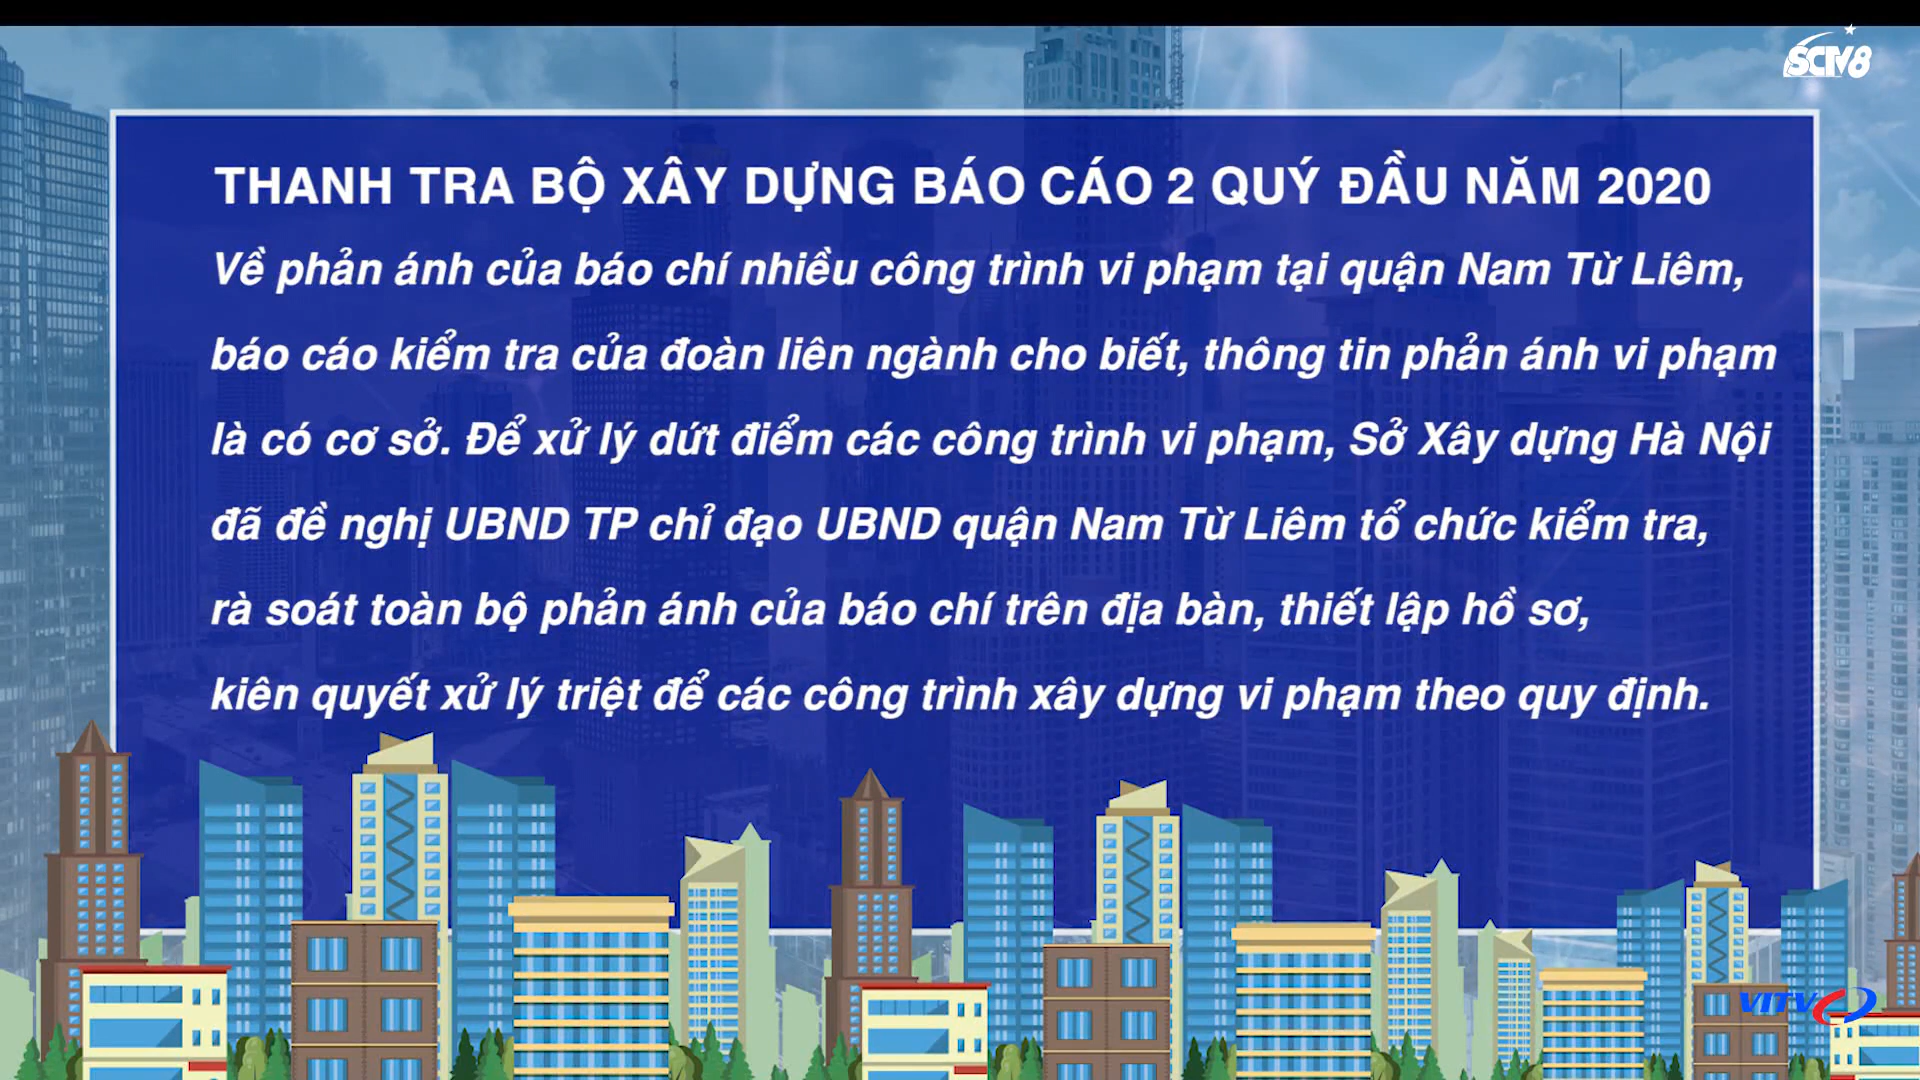 SCTV8
THANH TRA BỘ XÂY DỰNG BÁO CÁO 2 QUÝ ĐẦU NĂM 2020
Về phản ánh của báo chí nhiều công trình vi phạm tại quận Nam Từ Liêm,
báo cáo kiểm tra của đoàn liên ngành cho biết, thông tin phản ánh vi phạm
là có cơ sở. Để xử lý dứt điểm các công trình vi phạm, Sở Xây dựng Hà Nội
đã đề nghị UBND TP chỉ đạo UBND quận Nam Từ Liêm tổ chức kiểm tra,
rà soát toàn bộ phản ánh của báo chí trên địa bàn, thiết lập hồ sơ,
kiên quyết xử lý triệt để các công trình xây dựng vi phạm theo quy định.
VITV